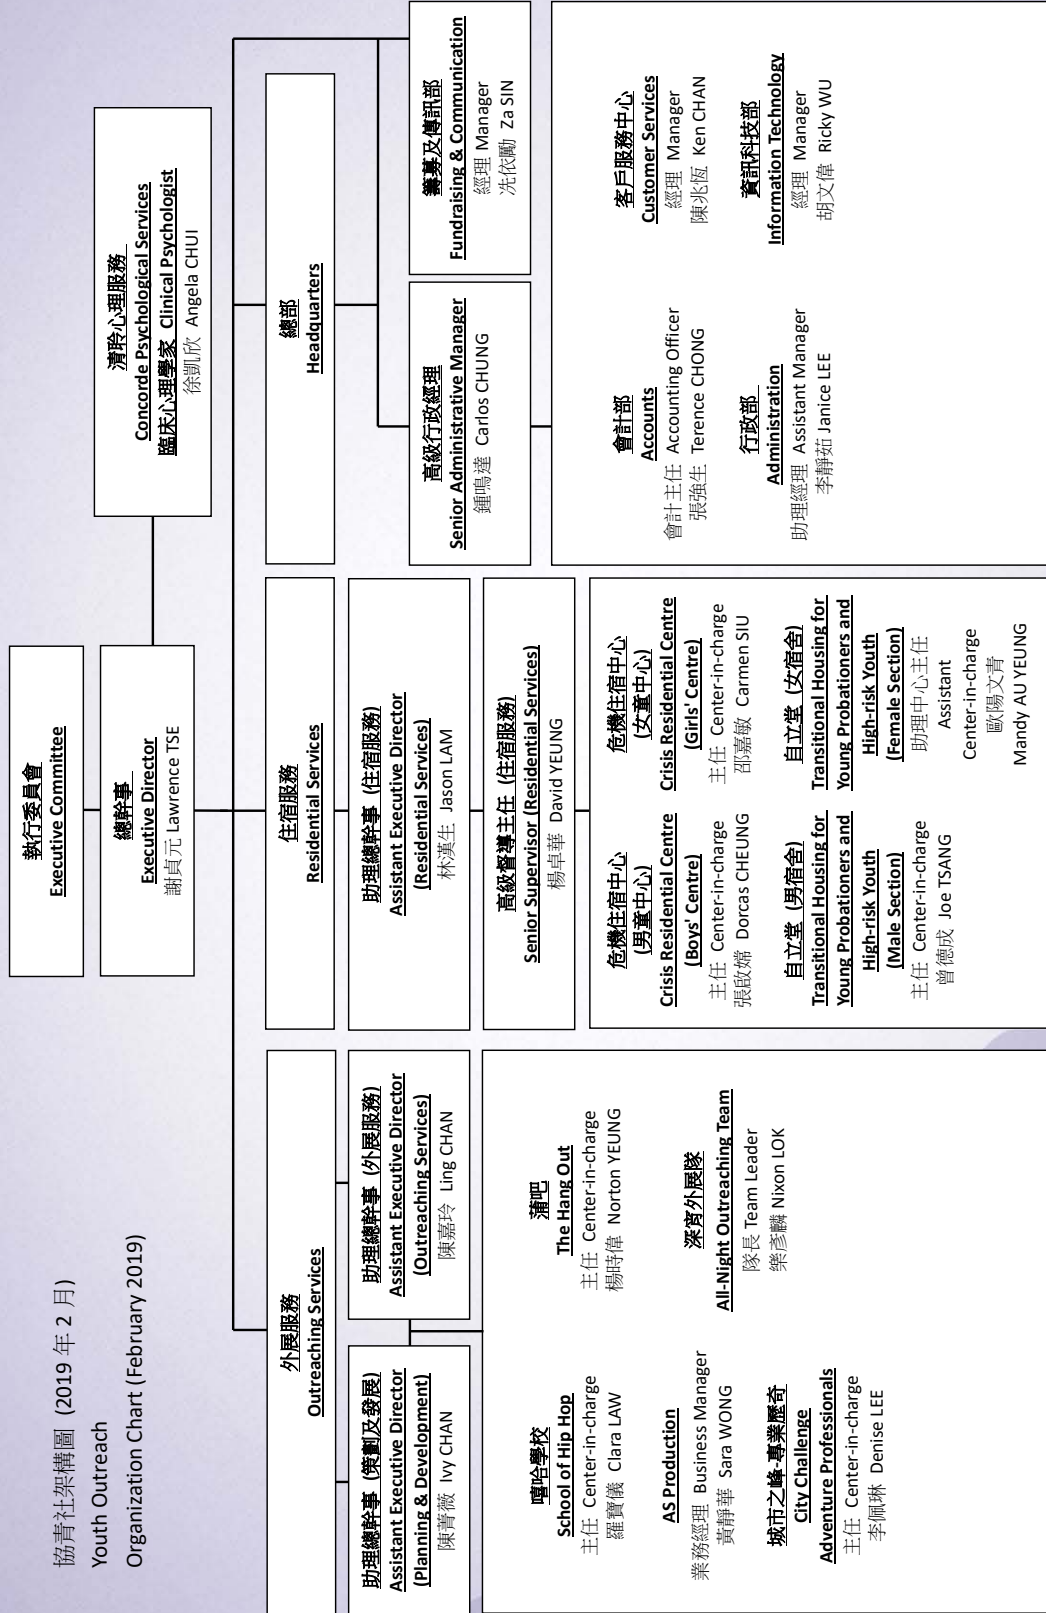 協青社架構圖 (2019 年 2 月)
Youth Outreach
Organization Chart (February 2019)
執行委員會
Executive Committee
總幹事
Executive Director
謝貞元 Lawrence TSE
清聆心理服務
Concorde Psychological Services
臨床心理學家 Clinical Psychologist
徐凱欣 Angela CHUI
外展服務
Outreaching Services
助理總幹事 (策劃及發展)
Assistant Executive Director
(Planning & Development)
陳菁薇 Ivy CHAN
助理總幹事 (外展服務)
Assistant Executive Director
(Outreaching Services)
陳嘉玲 Ling CHAN
嘻哈學校
School of Hip Hop
主任 Center-in-charge
羅寶儀 Clara LAW
蒲吧
The Hang Out
主任 Center-in-charge
楊時偉 Norton YEUNG
AS Production
業務經理 Business Manager
黃靜華 Sara WONG
深宵外展隊
All-Night Outreaching Team
隊長 Team Leader
樂彥麟 Nixon LOK
城市之峰-專業歷奇
City Challenge
Adventure Professionals
主任 Center-in-charge
李佩琳 Denise LEE
住宿服務
Residential Services
助理總幹事 (住宿服務)
Assistant Executive Director
(Residential Services)
林漢生 Jason LAM
高級督導主任 (住宿服務)
Senior Supervisor (Residential Services)
楊卓華 David YEUNG
危機住宿中心
(男童中心)
Crisis Residential Centre
(Boys' Centre)
主任 Center-in-charge
張啟嫦 Dorcas CHEUNG
危機住宿中心
(女童中心)
Crisis Residential Centre
(Girls' Centre)
主任 Center-in-charge
邵嘉敏 Carmen SIU
自立堂 (男宿舍)
Transitional Housing for
Young Probationers and
High-risk Youth
(Male Section)
主任 Center-in-charge
曾德成 Joe TSANG
自立堂 (女宿舍)
Transitional Housing for
Young Probationers and
High-risk Youth
(Female Section)
助理中心主任
Assistant
Center-in-charge
歐陽文青
Mandy AU YEUNG
總部
Headquarters
高級行政經理
Senior Administrative Manager
鍾鳴達 Carlos CHUNG
籌募及傳訊部
Fundraising & Communication
經理 Manager
冼依勵 Za SIN
會計部
Accounts
會計主任 Accounting Officer
張強生 Terence CHONG
客戶服務中心
Customer Services
經理 Manager
陳兆恆 Ken CHAN
行政部
Administration
助理經理 Assistant Manager
李靜茹 Janice LEE
資訊科技部
Information Technology
經理 Manager
胡文偉 Ricky WU